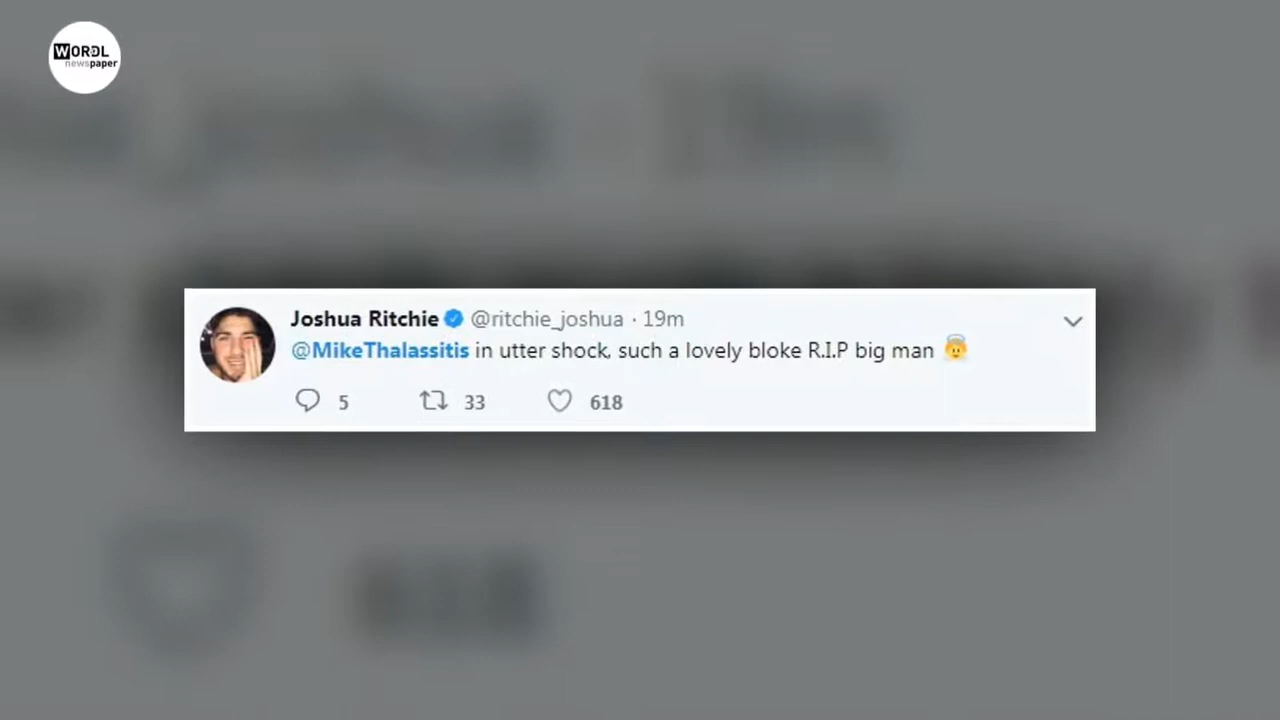 WORDL
newspaper
Joshua Ritchie @ritchie_joshua · 19m
@MikeThalassitis in utter shock, such a lovely bloke R.I.P big man 😇
5 33 618